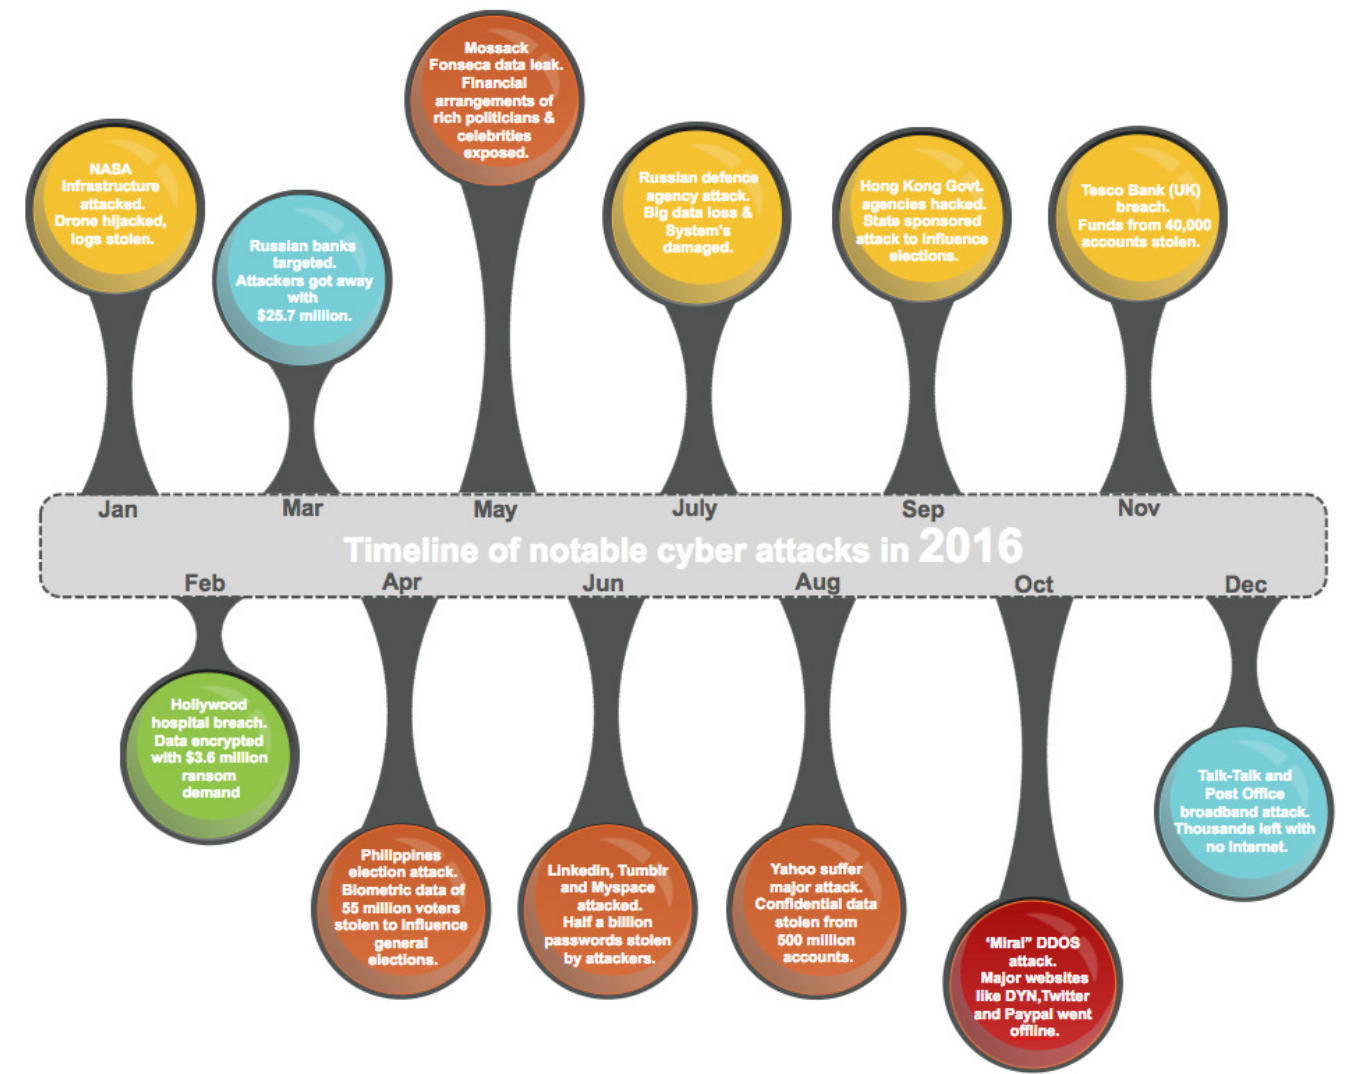 Mossack
Fonseca data leak.
Financial
arrangements of
rich politicians &
celebrities
exposed.
NASA
Infrastructure
attacked.
Drone hijacked,
logs stolen.
Russian banks
targeted.
Attackers got away
with
$25.7 million.
Russian defence
agency attack.
Big data loss &
System's
damaged.
Hong Kong Govt.
agencies hacked.
State sponsored
attack to influence
elections.
Tesco Bank (UK)
breach.
Funds from 40,000
accounts stolen.
Jan
Mar
May
July
Sep
Nov
Timeline of notable cyber attacks in 2016
Feb
Apr
Jun
Aug
Oct
Dec
Hollywood
hospital breach.
Data encrypted
with $3.6 million
ransom
demand
Philippines
election attack.
Biometric data of
55 million voters
stolen to influence
general
elections.
Linkedin, Tumblr
and Myspace
attacked.
Half a billion
passwords stolen
by attackers.
Yahoo suffer
major attack.
Confidential data
stolen from
500 million
accounts.
'Mirai" DDOS
attack.
Major websites
like DYN,Twitter
and Paypal went
offline.
Talk-Talk and
Post Office
broadband attack.
Thousands left with
no internet.